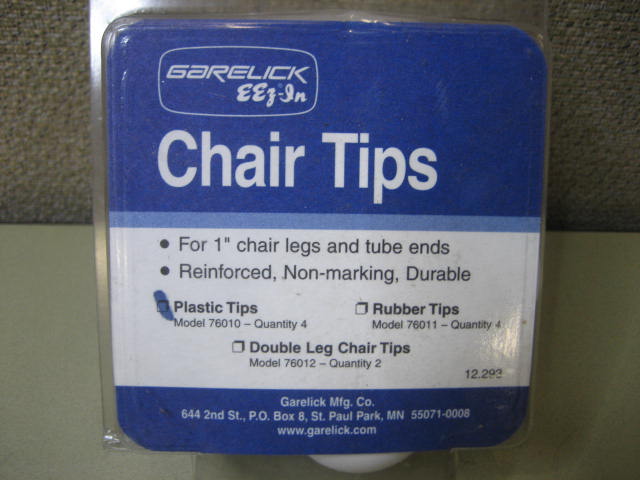 GARELICK
EEz-In
Chair Tips
• For 1" chair legs and tube ends
• Reinforced, Non-marking, Durable
Plastic Tips
Model 76010 – Quantity 4
❒ Rubber Tips
Model 76011 – Quantity 4
❒ Double Leg Chair Tips
Model 76012 – Quantity 2
12.293
Garelick Mfg. Co.
644 2nd St., P.O. Box 8, St. Paul Park, MN 55071-0008
www.garelick.com